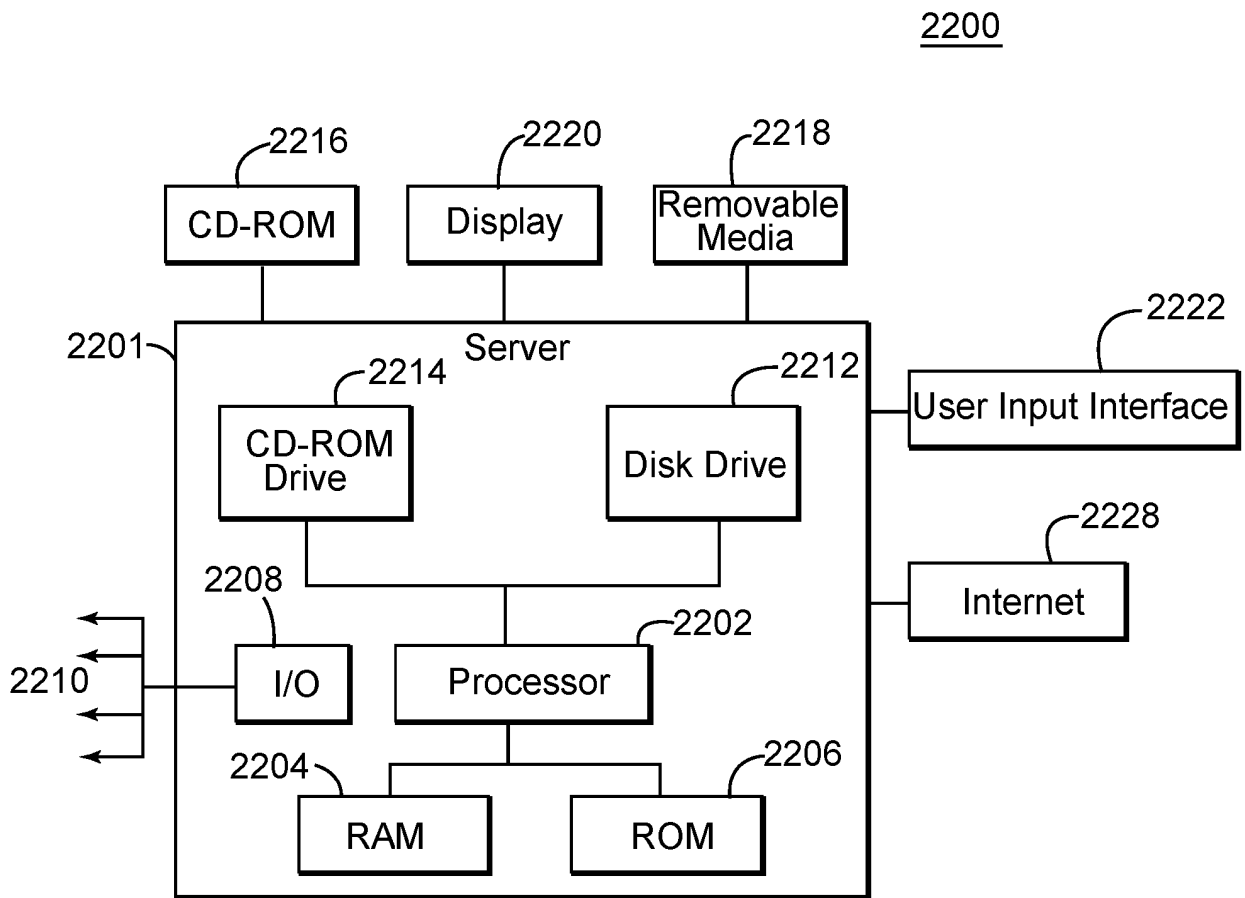 2200
2216
2220
2218
CD-ROM
Display
Removable
Media
2201
Server
2222
User Input Interface
2214
2212
CD-ROM
Drive
Disk Drive
2228
Internet
2208
2202
2210
I/O
Processor
2204
2206
RAM
ROM